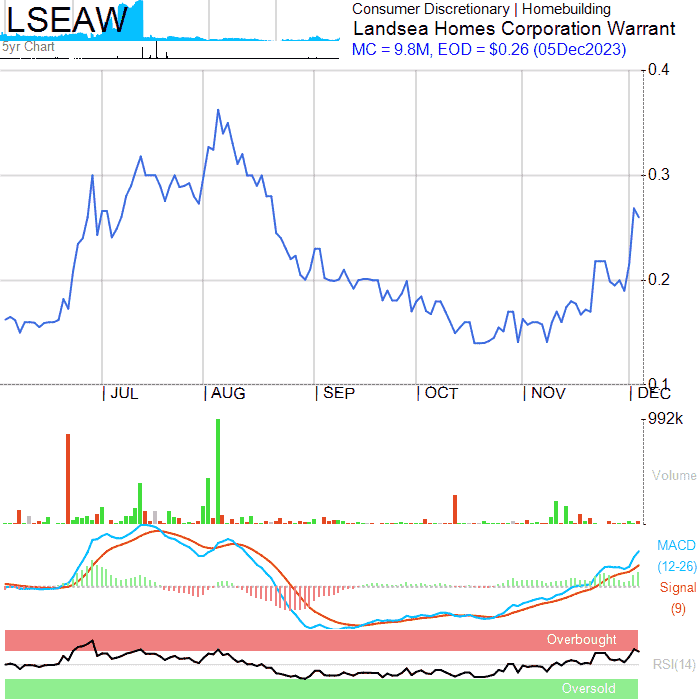 LSEAW
5yr Chart
Consumer Discretionary | Homebuilding
Landsea Homes Corporation Warrant
MC = 9.8M, EOD = $0.26 (05Dec2023)
0.4
0.3
0.2
0.1
| JUL | AUG | SEP | OCT | NOV | DEC
992k
Volume
MACD
(12-26)
Signal
(9)
Overbought
RSI(14)
Oversold